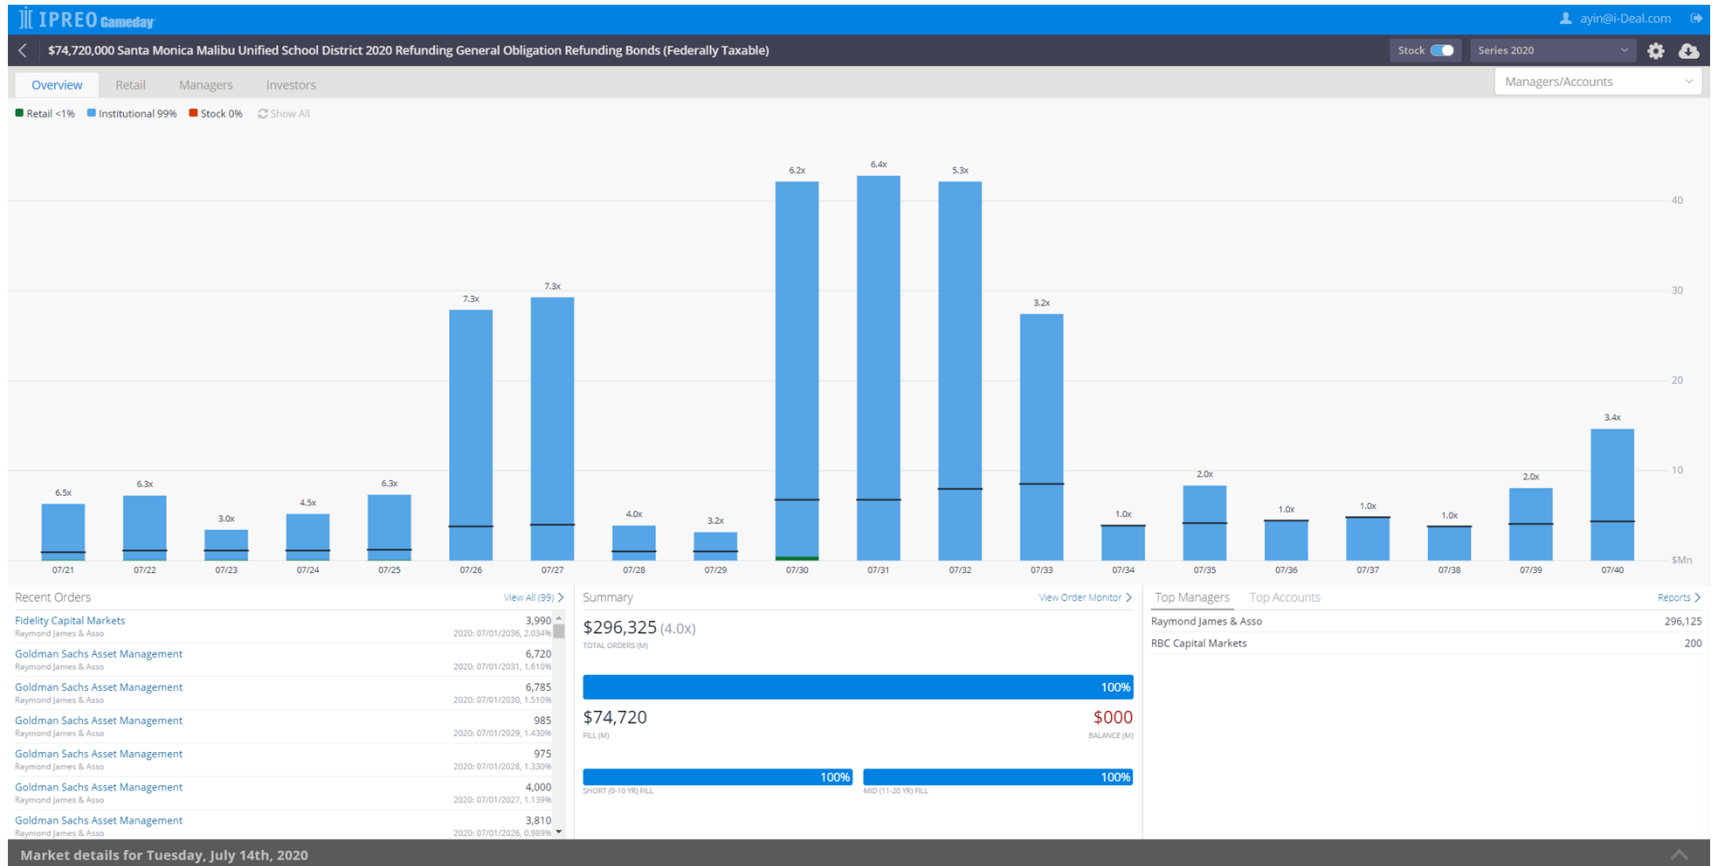 IPREO Gameday
ayin@i-Deal.com
$74,720,000 Santa Monica Malibu Unified School District 2020 Refunding General Obligation Refunding Bonds (Federally Taxable)
Stock
Series 2020
Overview Retail Managers Investors
Managers/Accounts
Retail <1% Institutional 99% Stock 0% Show All
6.5x 6.3x 3.0x 4.5x 6.3x 7.3x 7.3x 4.0x 3.2x 6.2x 6.4x 5.3x 3.2x 1.0x 2.0x 1.0x 1.0x 1.0x 2.0x 3.4x
40
30
20
10
$Mn
07/21 07/22 07/23 07/24 07/25 07/26 07/27 07/28 07/29 07/30 07/31 07/32 07/33 07/34 07/35 07/36 07/37 07/38 07/39 07/40
Recent Orders View All (99)
Fidelity Capital Markets 3,990
Raymond James & Asso 2020: 07/01/2036, 2.034%
Goldman Sachs Asset Management 6,720
Raymond James & Asso 2020: 07/01/2031, 1.610%
Goldman Sachs Asset Management 6,785
Raymond James & Asso 2020: 07/01/2030, 1.510%
Goldman Sachs Asset Management 985
Raymond James & Asso 2020: 07/01/2029, 1.430%
Goldman Sachs Asset Management 975
Raymond James & Asso 2020: 07/01/2028, 1.330%
Goldman Sachs Asset Management 4,000
Raymond James & Asso 2020: 07/01/2027, 1.139%
Goldman Sachs Asset Management 3,810
Raymond James & Asso 2020: 07/01/2026, 0.989%
Summary View Order Monitor
$296,325 (4.0x)
TOTAL ORDERS (M)
100%
$74,720 $000
FILL (M) BALANCE (M)
100% 100%
SHORT (0-10 YR) FILL MID (11-20 YR) FILL
Top Managers Top Accounts Reports
Raymond James & Asso 296,125
RBC Capital Markets 200
Market details for Tuesday, July 14th, 2020